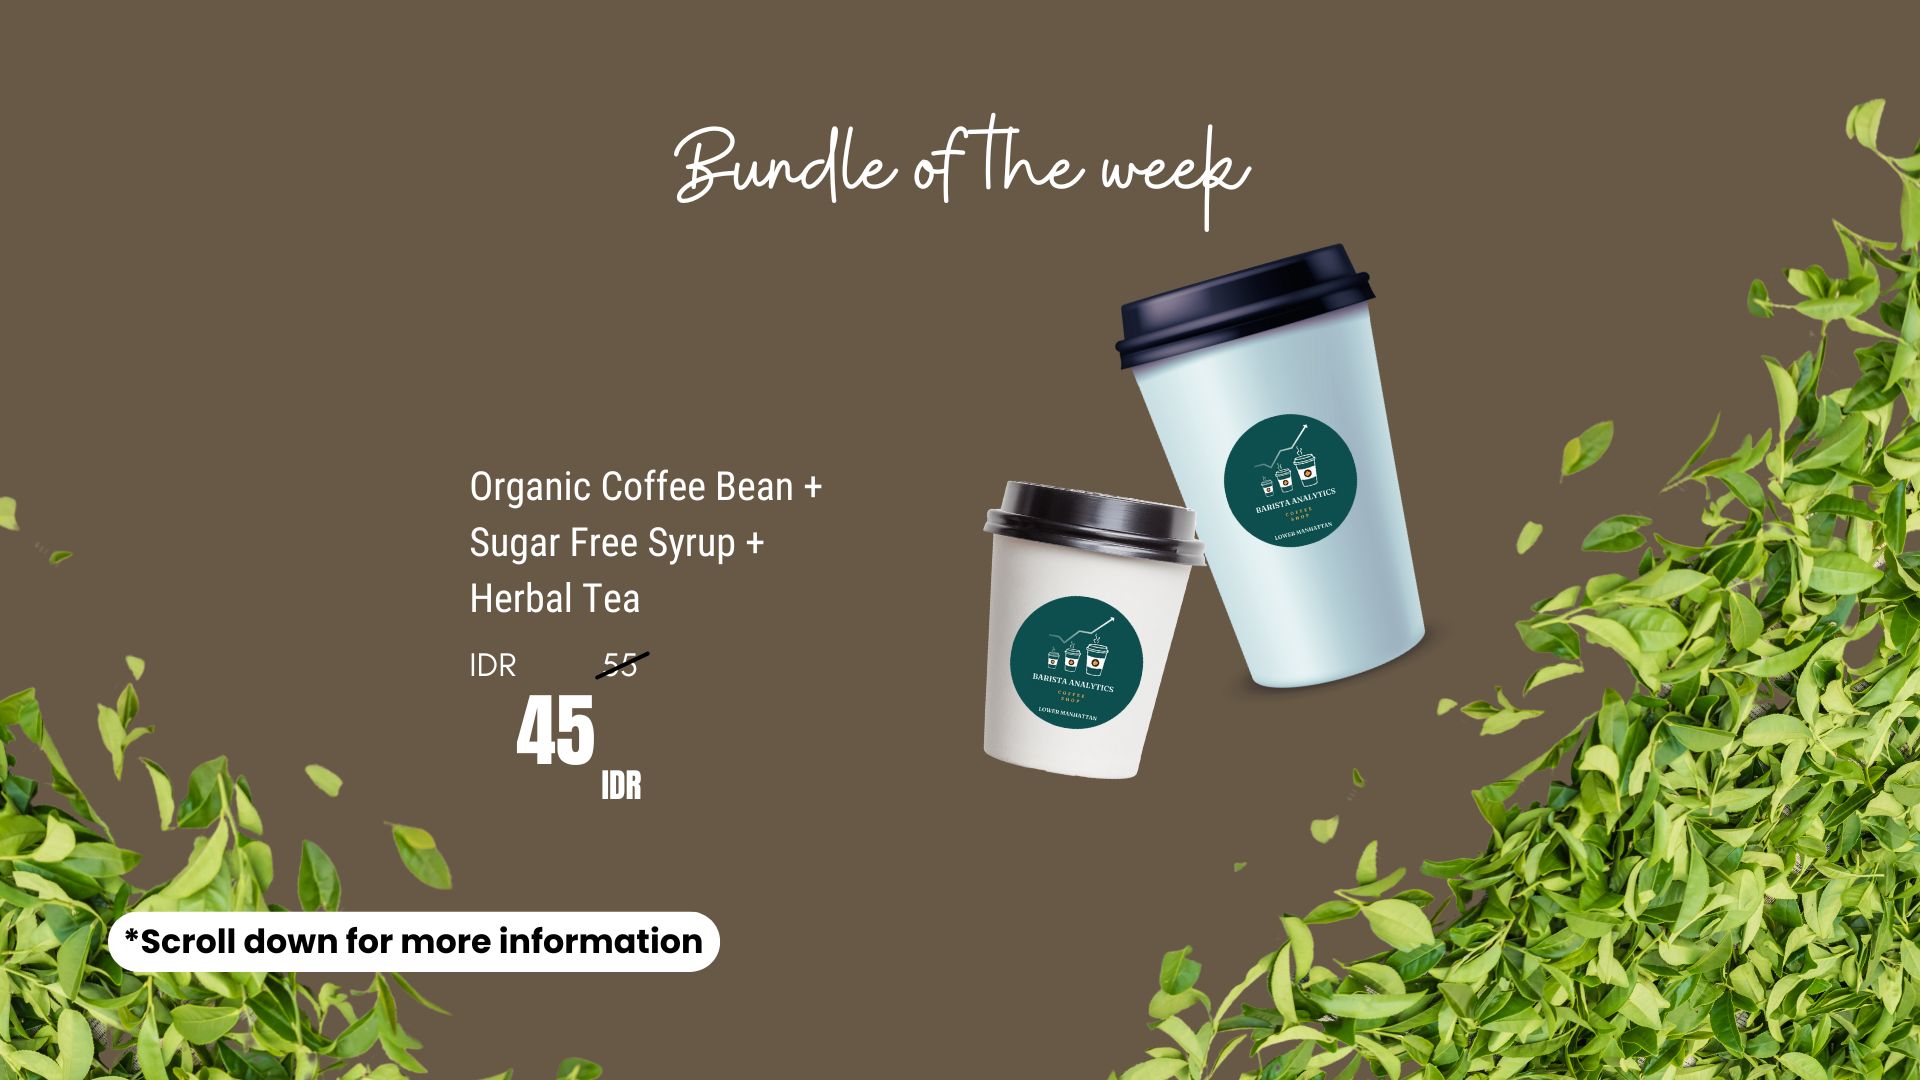 Bundle of the week
Organic Coffee Bean +
Sugar Free Syrup +
Herbal Tea
IDR 55
45
IDR
BARISTA ANALYTICS
COFFEE
SHOP
LOWER MANHATTAN
BARISTA ANALYTICS
COFFEE
SHOP
LOWER MANHATTAN
*Scroll down for more information